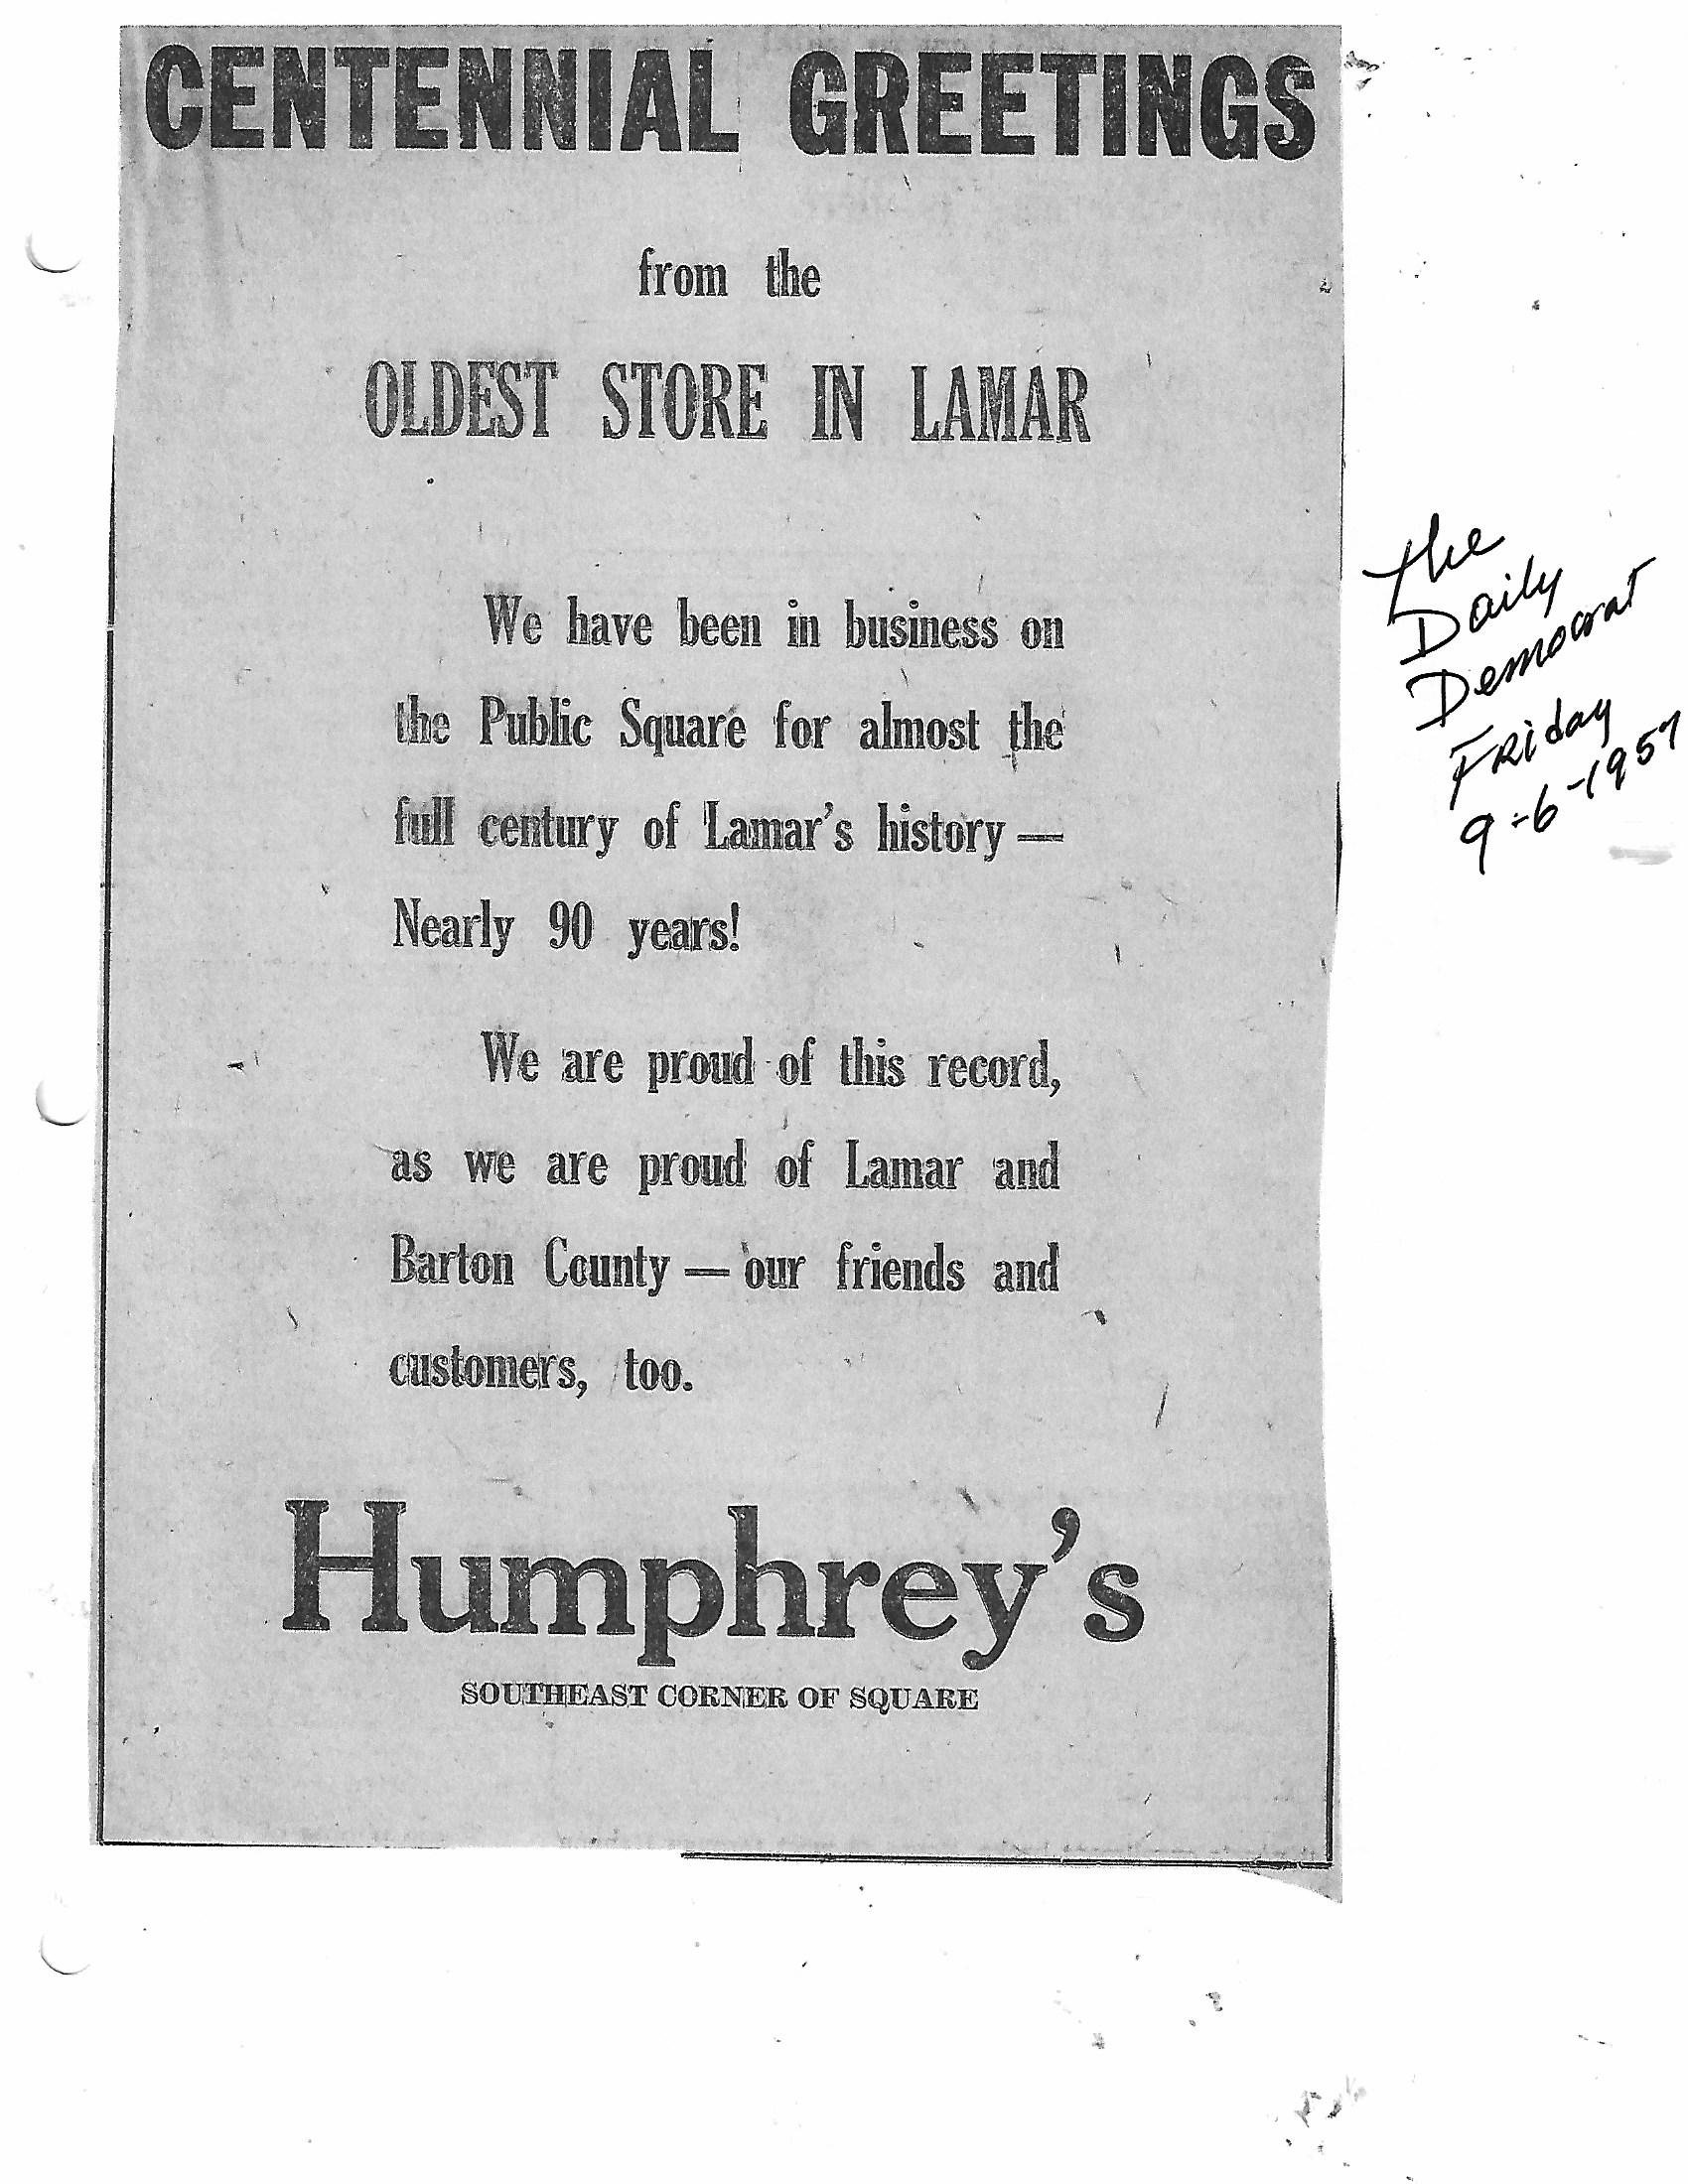 CENTENNIAL GREETINGS
from the
OLDEST STORE IN LAMAR
We have been in business on
the Public Square for almost the
full century of Lamar's history —
Nearly 90 years!
We are proud of this record,
as we are proud of Lamar and
Barton County — our friends and
customers, too.
Humphrey's
SOUTHEAST CORNER OF SQUARE
the
Daily
Democrat
Friday
9-6-1957